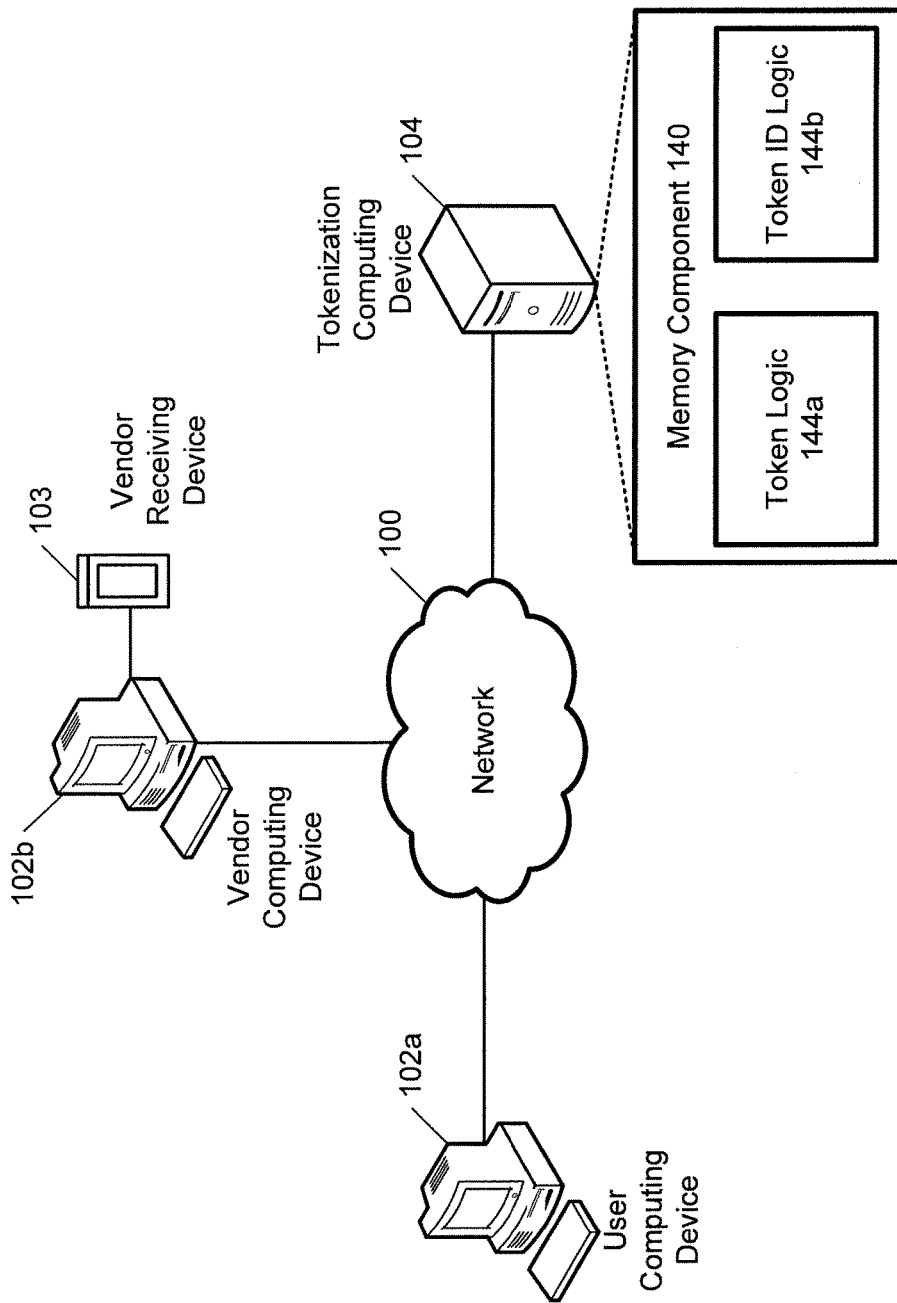 102b
103
Vendor
Receiving
Device
Vendor
Computing
Device
Tokenization
Computing
Device
104
100
Network
102a
User
Computing
Device
Memory Component 140
Token Logic
144a
Token ID Logic
144b